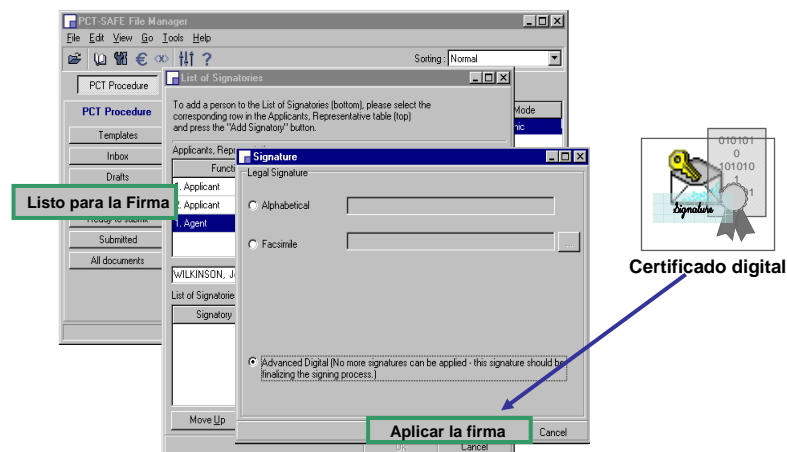 PCT-SAFE File Manager
File Edit View Go Tools Help
Sorting : Normal
PCT Procedure
PCT Procedure
Templates
Inbox
Drafts
Listo para la Firma
Submitted
All documents
List of Signatories
To add a person to the List of Signatories (bottom), please select the
corresponding row in the Applicants, Representative table (top)
and press the "Add Signatory" button.
Mode
Applicants,
1. Applicant
2. Applicant
1. Agent
WILKINSON,
Signatory
Move Up
Ok
Cancel
Signature
Legal Signature
Alphabetical
Facsimile
...
Advanced Digital (No more signatures can be applied - this signature should be
finalizing the signing process.)
Aplicar la firma
Cancel
010101
0
101010
1
Signature
Certificado digital